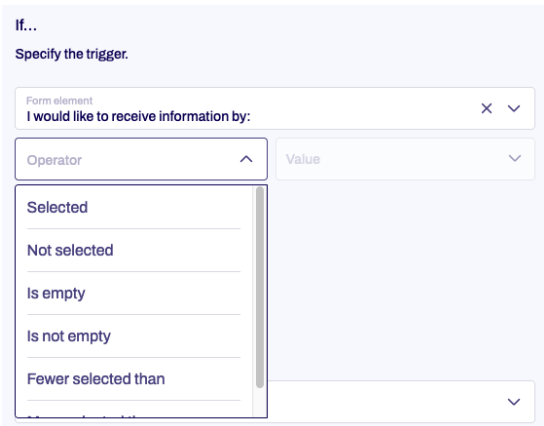 If...
Specify the trigger.
Form element
I would like to receive information by:
Operator
Value
Selected
Not selected
Is empty
Is not empty
Fewer selected than